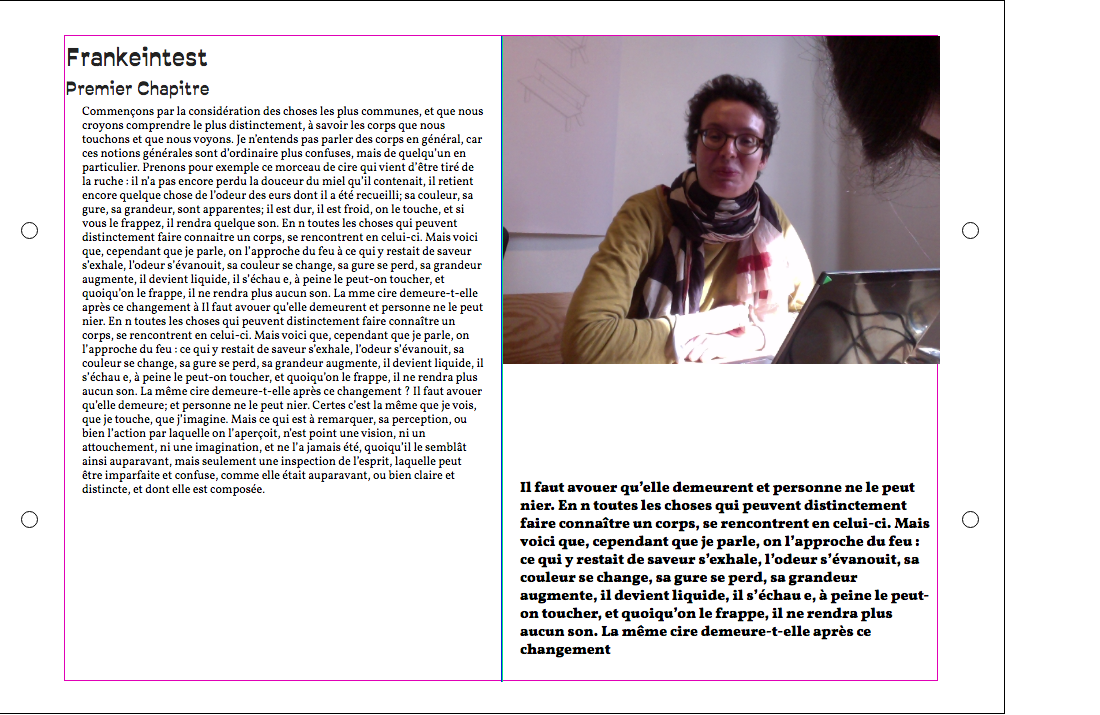 Frankeintest
Premier Chapitre
Commençons par la considération des choses les plus communes, et que nous
croyons comprendre le plus distinctement, à savoir les corps que nous
touchons et que nous voyons. Je n'entends pas parler des corps en général, car
ces notions générales sont d'ordinaire plus confuses, mais de quelqu'un en
particulier. Prenons pour exemple ce morceau de cire qui vient d'être tiré de
la ruche : il n'a pas encore perdu la douceur du miel qu'il contenait, il retient
encore quelque chose de l'odeur des eurs dont il a été recueilli; sa couleur, sa
gure, sa grandeur, sont apparentes; il est dur, il est froid, on le touche, et si
vous le frappez, il rendra quelque son. En n toutes les choses qui peuvent
distinctement faire connaitre un corps, se rencontrent en celui-ci. Mais voici
que, cependant que je parle, on l'approche du feu à ce qui y restait de saveur
s'exhale, l'odeur s'évanouit, sa couleur se change, sa gure se perd, sa grandeur
augmente, il devient liquide, il s'échau e, à peine le peut-on toucher, et
quoiqu'on le frappe, il ne rendra plus aucun son. La mme cire demeure-t-elle
après ce changement à Il faut avouer qu'elle demeurent et personne ne le peut
nier. En n toutes les choses qui peuvent distinctement faire connaître un
corps, se rencontrent en celui-ci. Mais voici que, cependant que je parle, on
l'approche du feu : ce qui y restait de saveur s'exhale, l'odeur s'évanouit, sa
couleur se change, sa gure se perd, sa grandeur augmente, il devient liquide, il
s'échau e, à peine le peut-on toucher, et quoiqu'on le frappe, il ne rendra plus
aucun son. La même cire demeure-t-elle après ce changement ? Il faut avouer
qu'elle demeure; et personne ne le peut nier. Certes c'est la même que je vois,
que je touche, que j'imagine. Mais ce qui est à remarquer, sa perception, ou
bien l'action par laquelle on l'aperçoit, n'est point une vision, ni un
attouchement, ni une imagination, et ne l'a jamais été, quoiqu'il le semblât
ainsi auparavant, mais seulement une inspection de l'esprit, laquelle peut
être imparfaite et confuse, comme elle était auparavant, ou bien claire et
distincte, et dont elle est composée.
Il faut avouer qu'elle demeurent et personne ne le peut
nier. En n toutes les choses qui peuvent distinctement
faire connaître un corps, se rencontrent en celui-ci. Mais
voici que, cependant que je parle, on l'approche du feu :
ce qui y restait de saveur s'exhale, l'odeur s'évanouit, sa
couleur se change, sa gure se perd, sa grandeur
augmente, il devient liquide, il s'échau e, à peine le peut-
on toucher, et quoiqu'on le frappe, il ne rendra plus
aucun son. La même cire demeure-t-elle après ce
changement